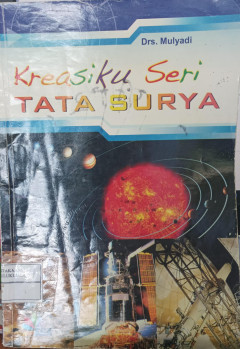 Drs. Mulyadi
Kreasiku Seri
TATA SURYA